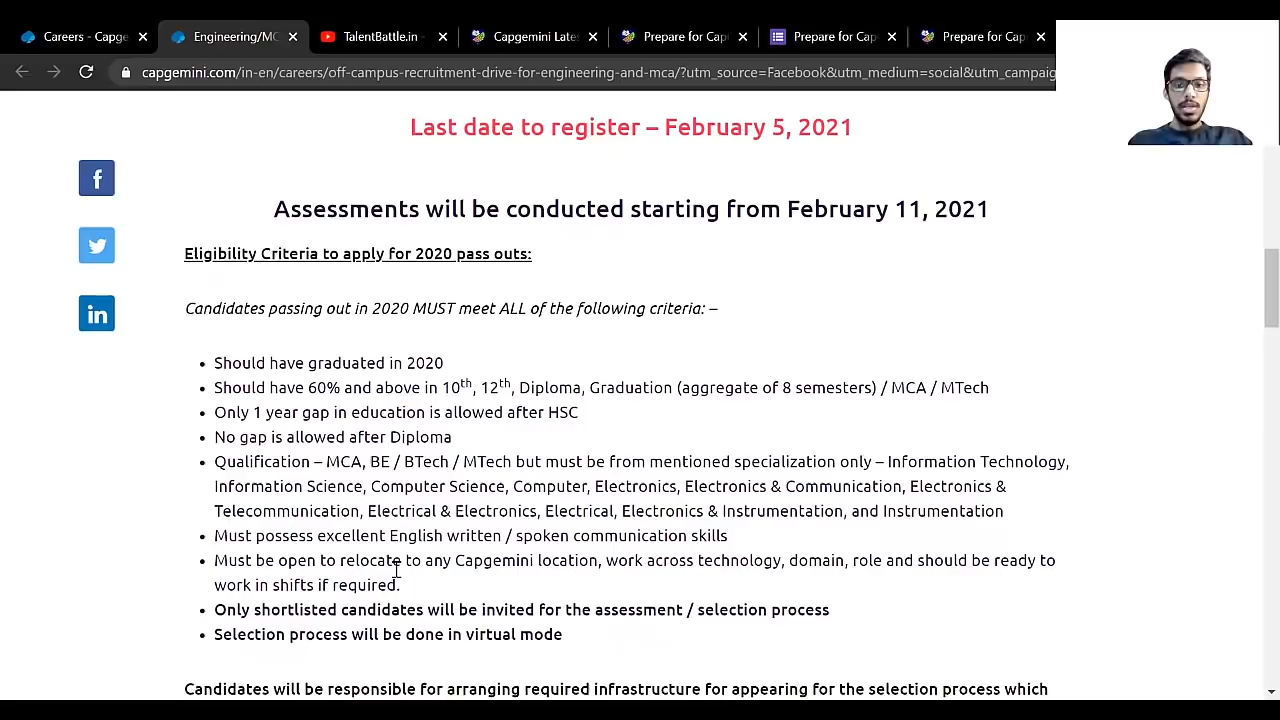 Careers - Capge
Engineering/MC
TalentBattle.in -
Capgemini Late
Prepare for Cap
Prepare for Cap
Prepare for Cap
capgemini.com/in-en/careers/off-campus-recruitment-drive-for-engineering-and-mca/?utm_source=Facebook&utm_medium=social&utm_campaig
Last date to register – February 5, 2021
Assessments will be conducted starting from February 11, 2021
Eligibility Criteria to apply for 2020 pass outs:
Candidates passing out in 2020 MUST meet ALL of the following criteria: –
• Should have graduated in 2020
• Should have 60% and above in 10th, 12th, Diploma, Graduation (aggregate of 8 semesters) / MCA / MTech
• Only 1 year gap in education is allowed after HSC
• No gap is allowed after Diploma
• Qualification – MCA, BE / BTech / MTech but must be from mentioned specialization only – Information Technology,
Information Science, Computer Science, Computer, Electronics, Electronics & Communication, Electronics &
Telecommunication, Electrical & Electronics, Electrical, Electronics & Instrumentation, and Instrumentation
• Must possess excellent English written / spoken communication skills
• Must be open to relocate to any Capgemini location, work across technology, domain, role and should be ready to
work in shifts if required.
• Only shortlisted candidates will be invited for the assessment / selection process
• Selection process will be done in virtual mode
Candidates will be responsible for arranging required infrastructure for appearing for the selection process which
f
in